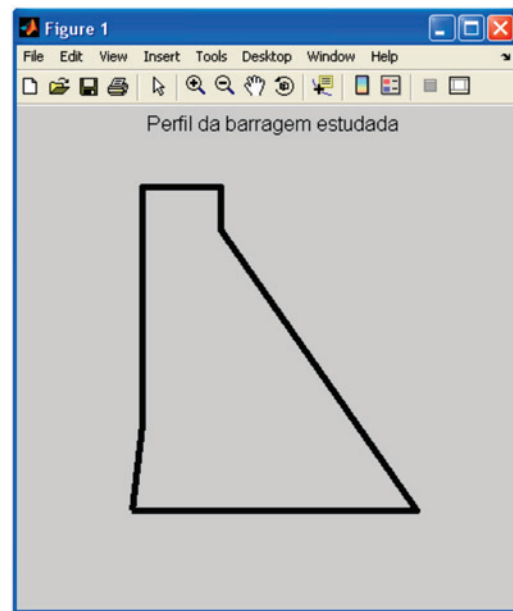 Figure 1
File Edit View Insert Tools Desktop Window Help
Perfil da barragem estudada